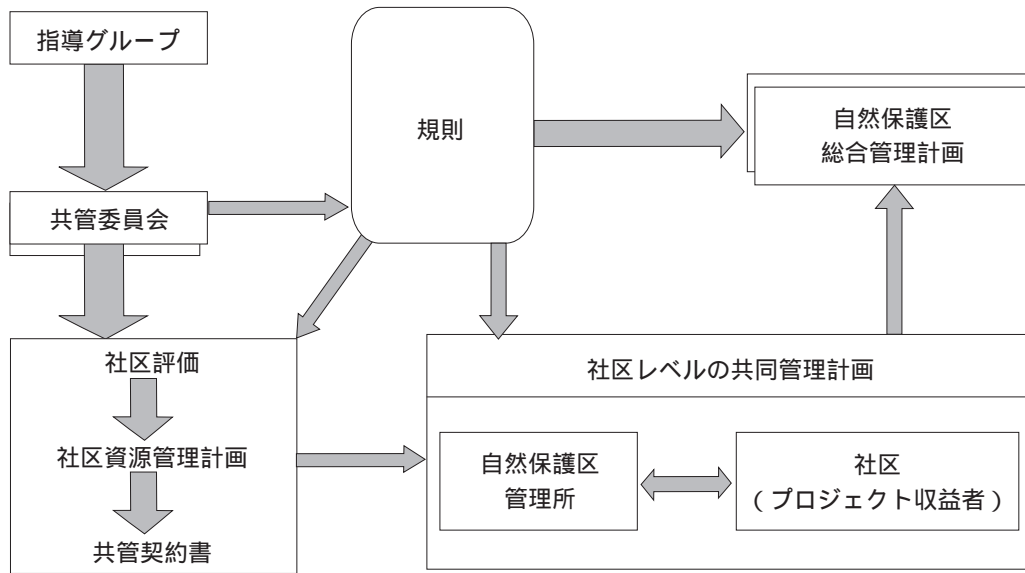 指導グループ
規則
自然保護区
総合管理計画
共管委員会
社区評価
社区資源管理計画
共管契約書
社区レベルの共同管理計画
自然保護区
管理所
社区
(プロジェクト収益者)